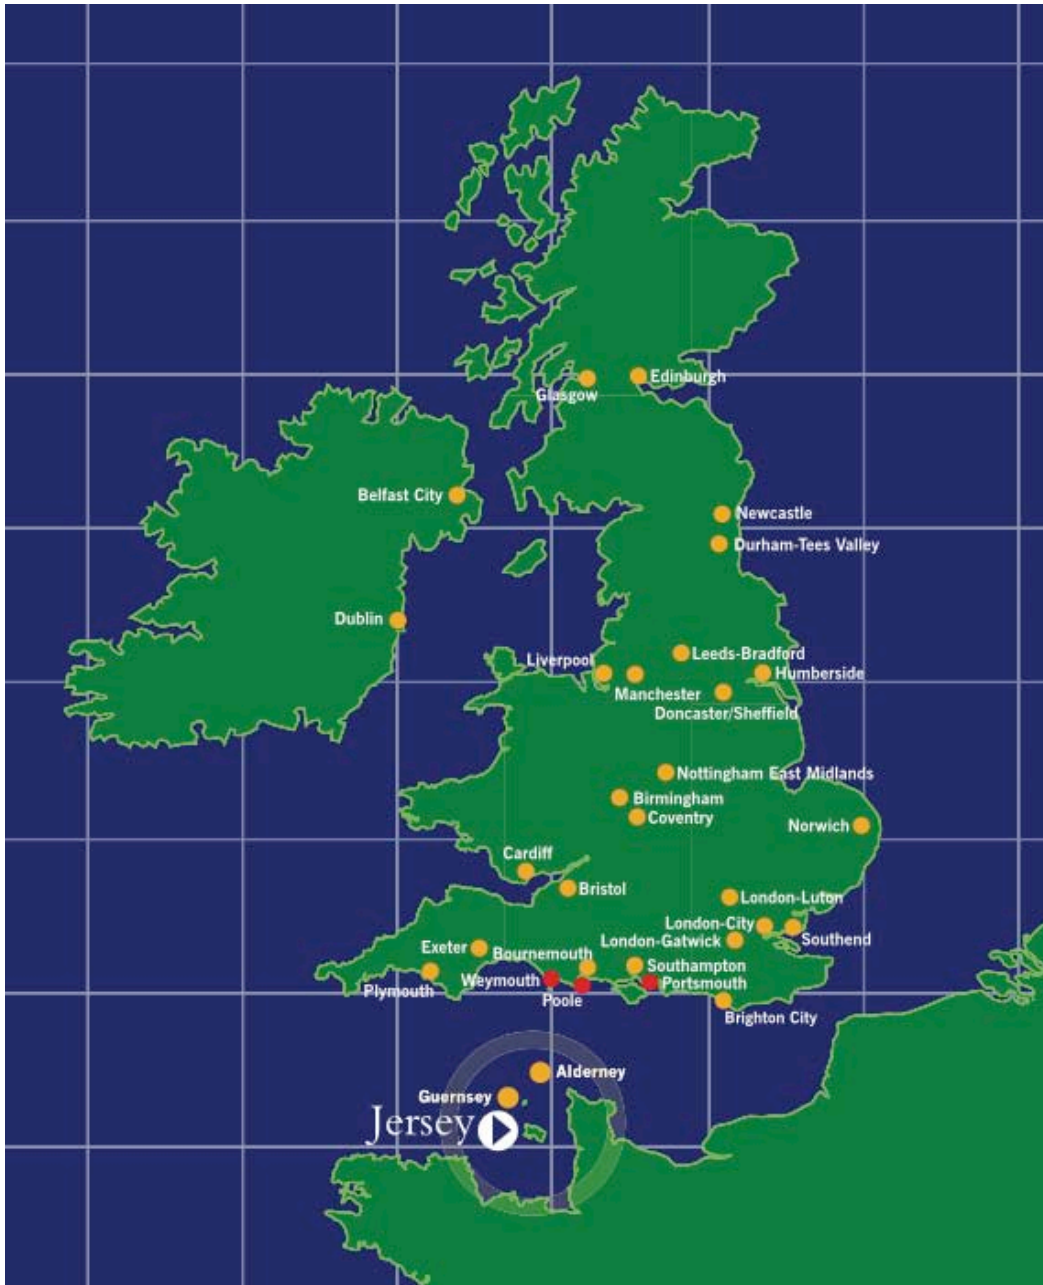 Edinburgh
Glasgow
Belfast City
Newcastle
Durham-Tees Valley
Dublin
Leeds-Bradford
Liverpool
Humberside
Manchester
Doncaster/Sheffield
Nottingham East Midlands
Birmingham
Coventry
Norwich
Cardiff
Bristol
London-Luton
London-City
Southend
London-Gatwick
Exeter
Bournemouth
Southampton
Weymouth
Portsmouth
Plymouth
Poole
Brighton City
Alderney
Guernsey
Jersey